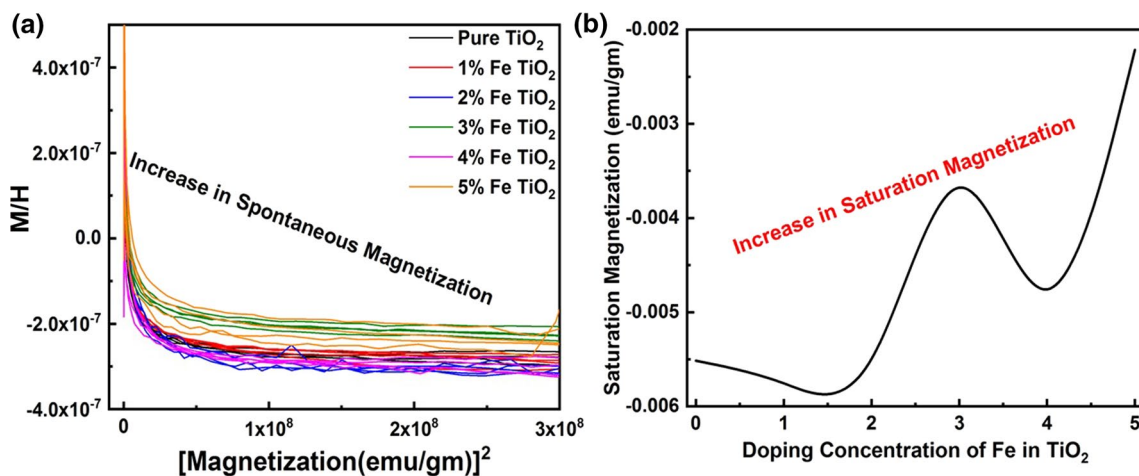 (a)
M/H
4.0x10⁻⁷
2.0x10⁻⁷
0.0
-2.0x10⁻⁷
-4.0x10⁻⁷
Pure TiO₂
1% Fe TiO₂
2% Fe TiO₂
3% Fe TiO₂
4% Fe TiO₂
5% Fe TiO₂
Increase in Spontaneous Magnetization
0
1x10⁸
2x10⁸
3x10⁸
[Magnetization(emu/gm)]²
(b)
Saturation Magnetization (emu/gm)
-0.002
-0.003
-0.004
-0.005
-0.006
Increase in Saturation Magnetization
0
1
2
3
4
5
Doping Concentration of Fe in TiO₂